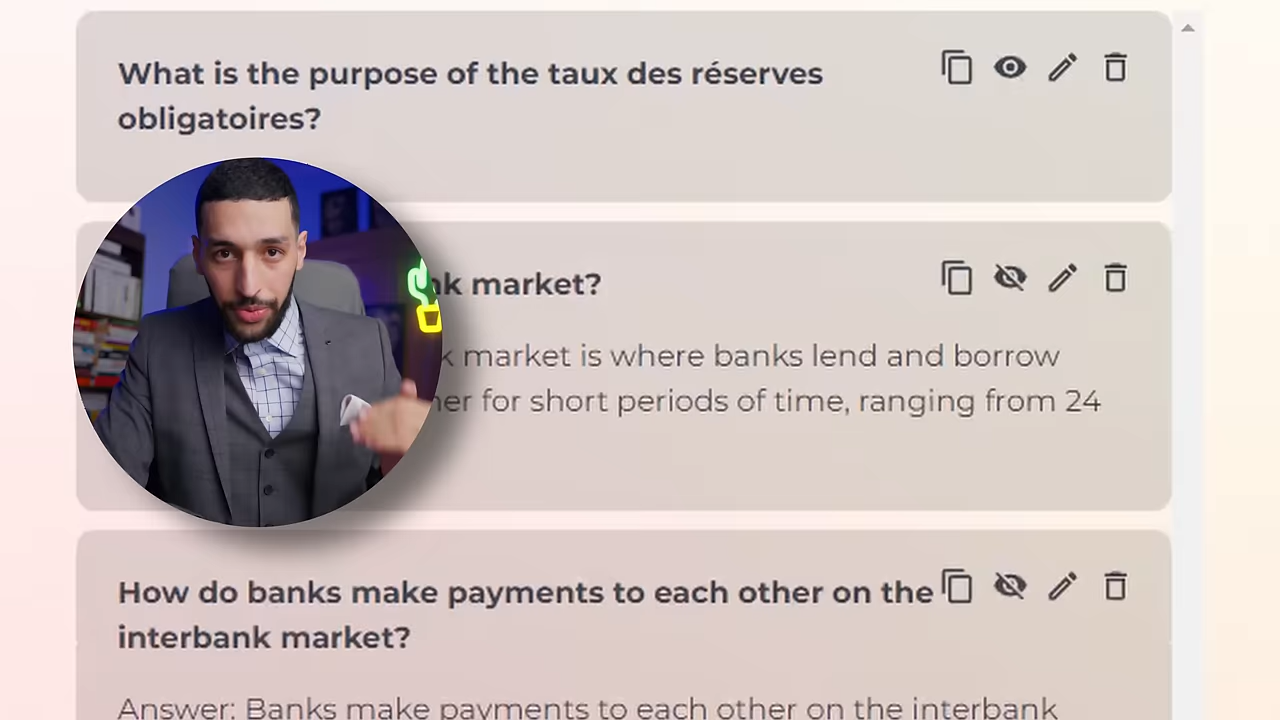 What is the purpose of the taux des réserves
obligatoires?
market?
market is where banks lend and borrow
for short periods of time, ranging from 24
How do banks make payments to each other on the
interbank market?
Answer: Banks make payments to each other on the interbank